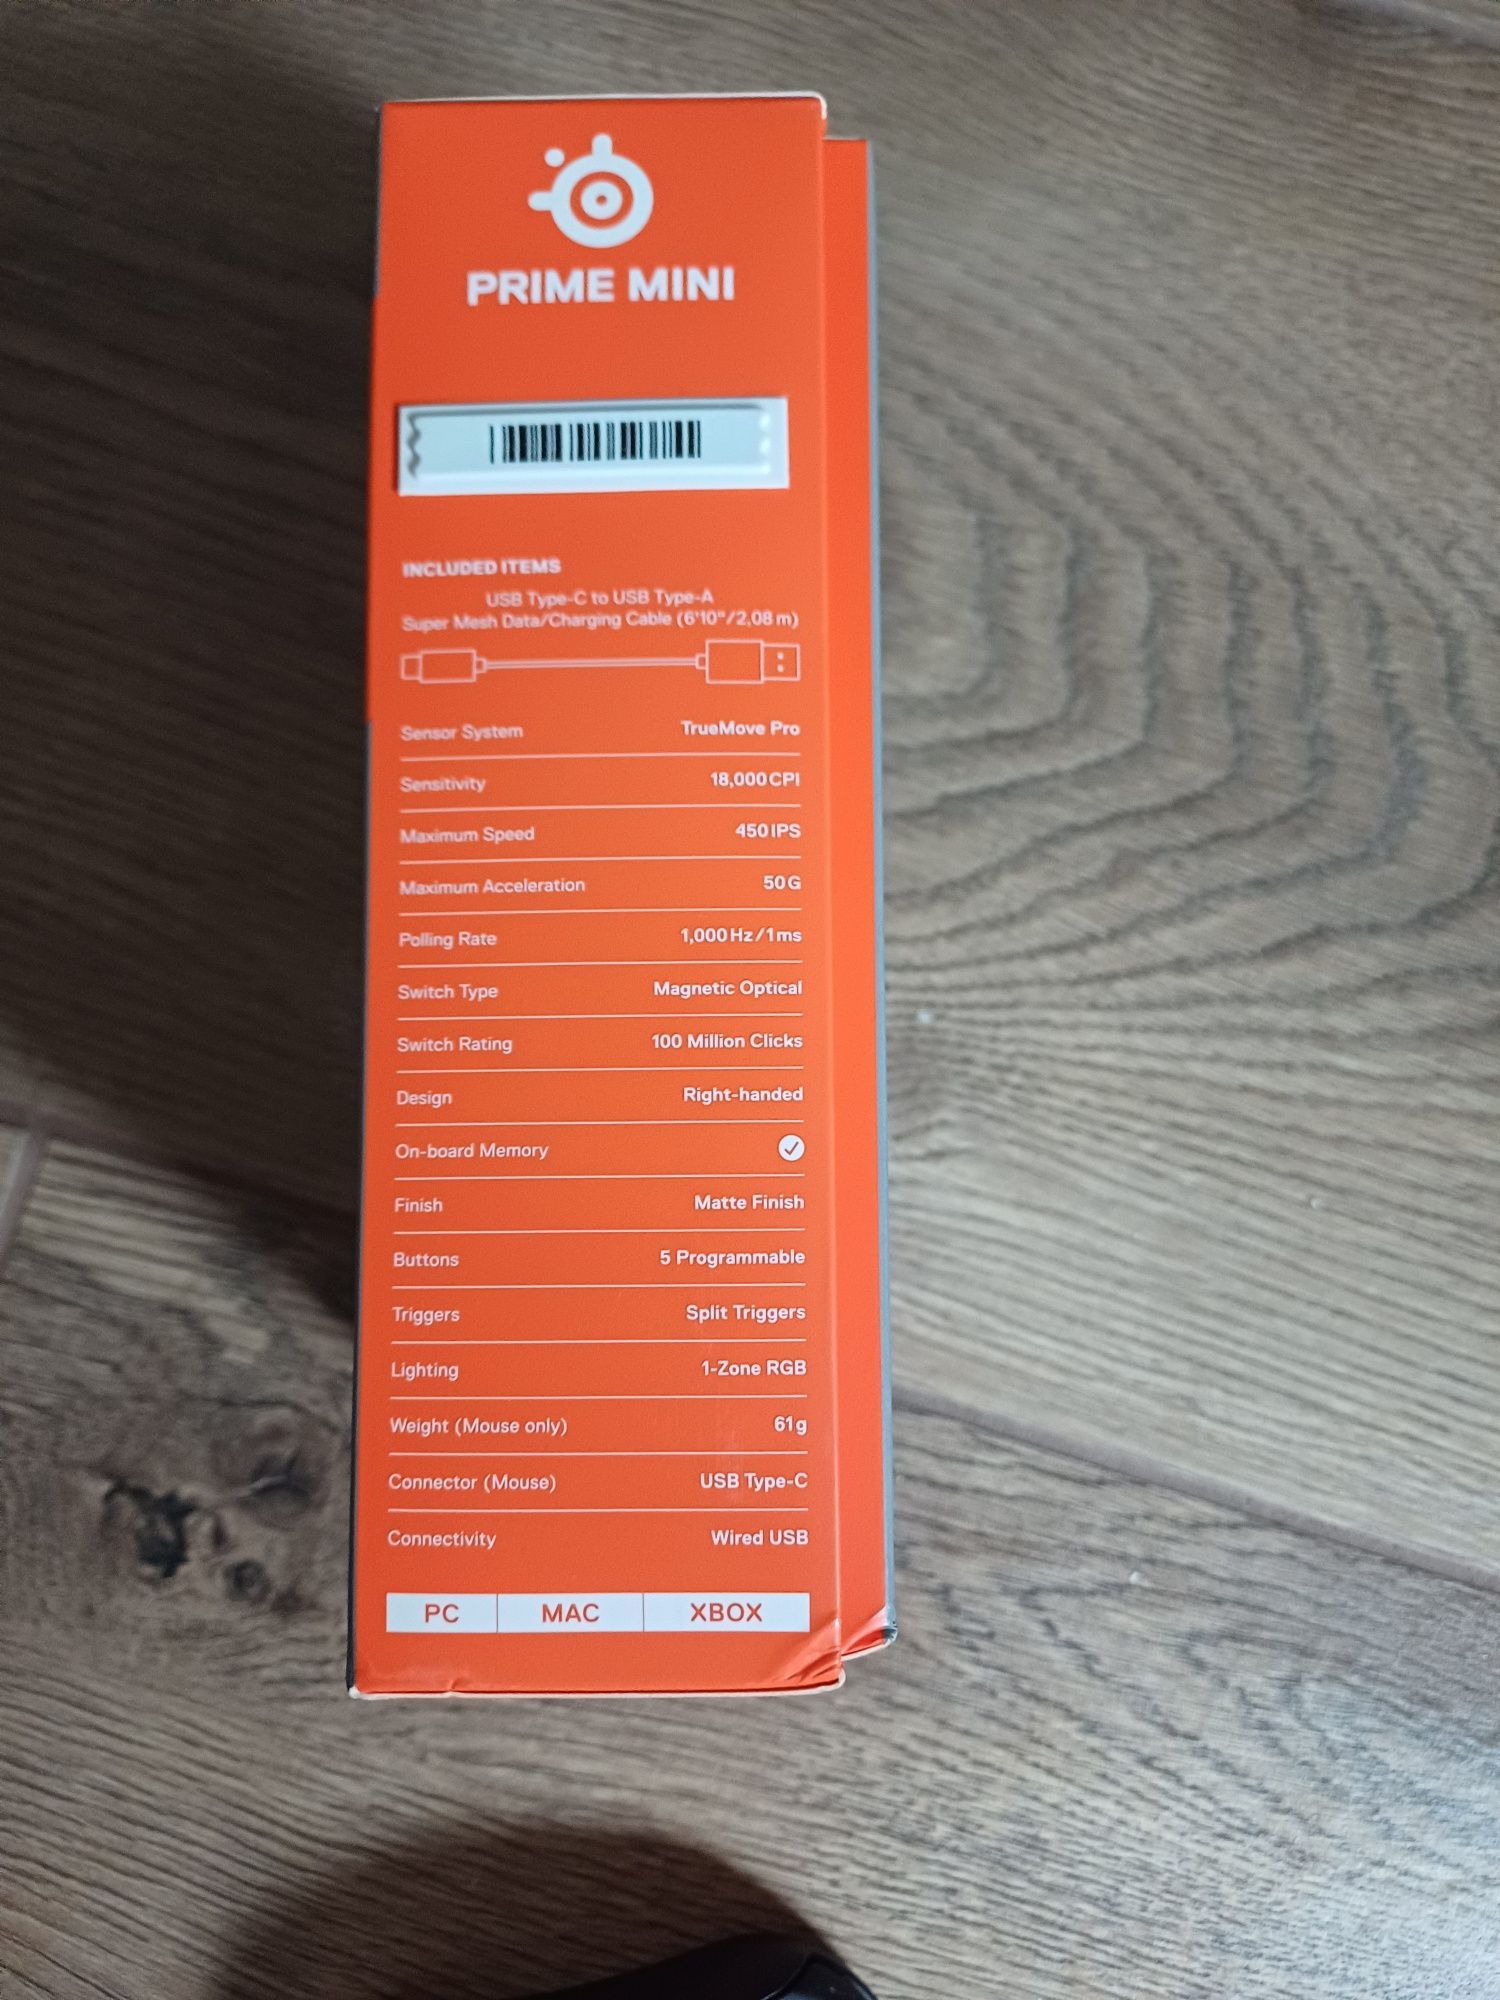 PRIME MINI
INCLUDED ITEMS
USB Type-C to USB Type-A
Super Mesh Data/Charging Cable (6'10"/2,08 m)
Sensor System TrueMove Pro
Sensitivity 18,000 CPI
Maximum Speed 450 IPS
Maximum Acceleration 50 G
Polling Rate 1,000 Hz/1 ms
Switch Type Magnetic Optical
Switch Rating 100 Million Clicks
Design Right-handed
On-board Memory
Finish Matte Finish
Buttons 5 Programmable
Triggers Split Triggers
Lighting 1-Zone RGB
Weight (Mouse only) 61 g
Connector (Mouse) USB Type-C
Connectivity Wired USB
PC MAC XBOX